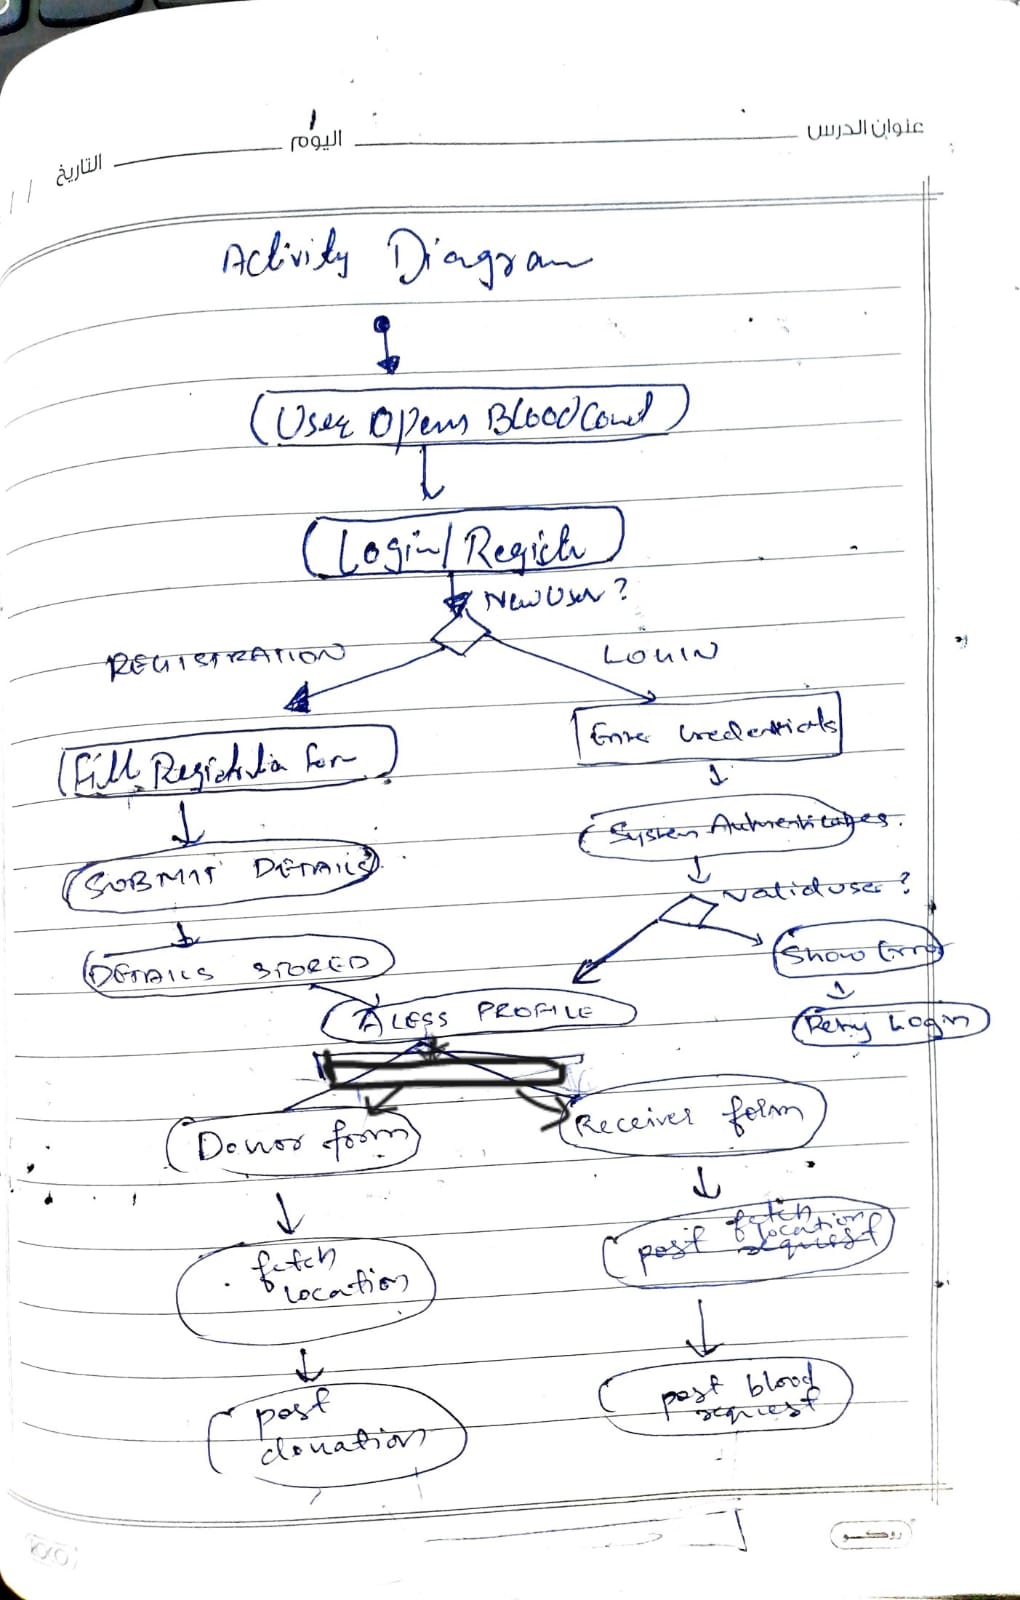 عنوان الدرس
اليوم
التاريخ
Activity Diagram
User Opens Blood
Login/Register
New User?
REGISTRATION
LOGIN
Enter Credentials
Fill Registration Form
System Authenticates.
SUBMIT DETAILS
Valid user?
Show Error
DETAILS STORED
PROFILE
Retry Login
Receiver form
Donor form
fetch
location
post request
fetch
location
post blood
request
post
donation
روكو